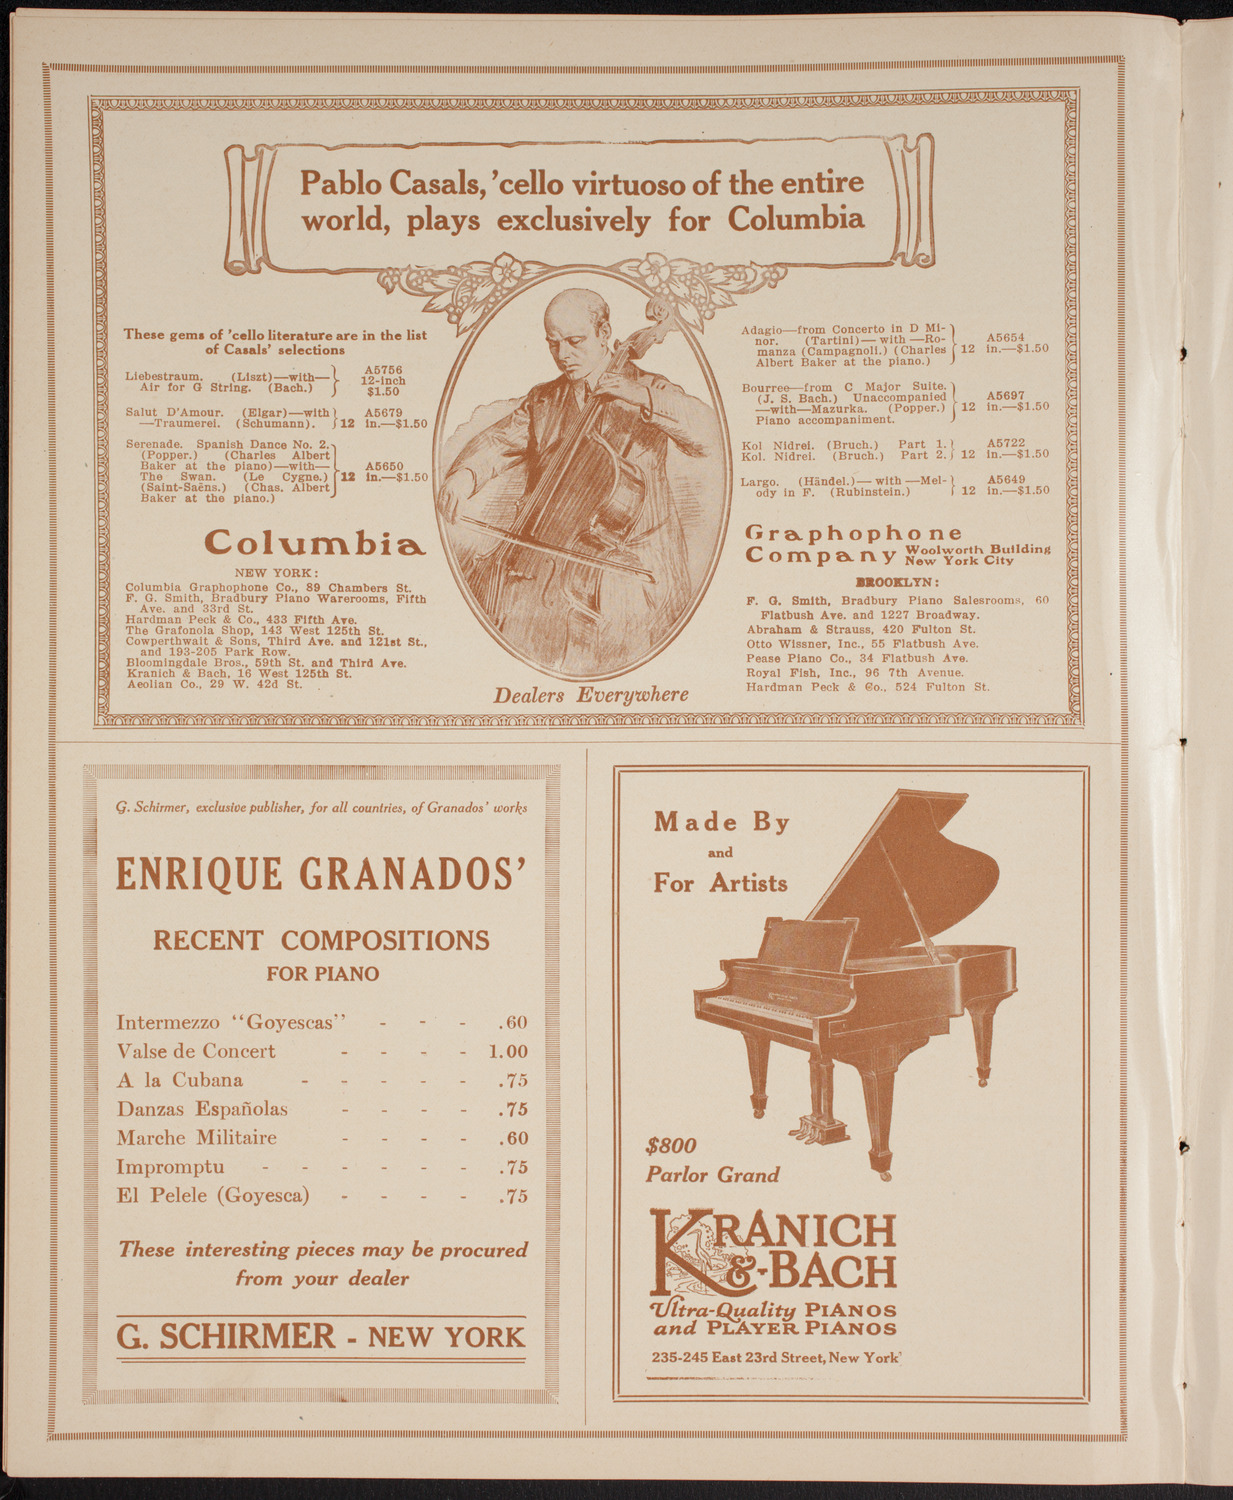 Pablo Casals, 'cello virtuoso of the entire
world, plays exclusively for Columbia
These gems of 'cello literature are in the list
of Casals' selections
Liebestraum. (Liszt)—with—
Air for G String. (Bach.)
A5756
12-inch
$1.50
Salut D'Amour. (Elgar)—with
—Traumerei. (Schumann).
A5679
12 in.—$1.50
Serenade. Spanish Dance No. 2.
(Popper.) (Charles Albert
Baker at the piano)—with—
The Swan. (Le Cygne.)
(Saint-Saëns.) (Chas. Albert
Baker at the piano.)
A5650
12 in.—$1.50
Adagio—from Concerto in D Mi-
nor. (Tartini)—with—Ro-
manza (Campagnoli.) (Charles
Albert Baker at the piano.)
A5654
12 in.—$1.50
Bourree—from C Major Suite.
(J. S. Bach.) Unaccompanied
—with—Mazurka. (Popper.)
Piano accompaniment.
A5697
12 in.—$1.50
Kol Nidrei. (Bruch.) Part 1.
Kol. Nidrei. (Bruch.) Part 2.
A5722
12 in.—$1.50
Largo. (Händel.)—with—Mel-
ody in F. (Rubinstein.)
A5649
12 in.—$1.50
Columbia
NEW YORK:
Columbia Graphophone Co., 89 Chambers St.
F. G. Smith, Bradbury Piano Warerooms, Fifth
Ave. and 33rd St.
Hardman Peck & Co., 433 Fifth Ave.
The Grafonola Shop, 143 West 125th St.
Cowperthwait & Sons, Third Ave. and 121st St.,
and 193-205 Park Row.
Bloomingdale Bros., 59th St. and Third Ave.
Kranich & Bach, 16 West 125th St.
Aeolian Co., 29 W. 42d St.
Graphophone
Company Woolworth Building
New York City
BROOKLYN:
F. G. Smith, Bradbury Piano Salesrooms, 60
Flatbush Ave. and 1227 Broadway.
Abraham & Strauss, 420 Fulton St.
Otto Wissner, Inc., 55 Flatbush Ave.
Pease Piano Co., 34 Flatbush Ave.
Royal Fish, Inc., 96 7th Avenue.
Hardman Peck & Co., 524 Fulton St.
Dealers Everywhere
G. Schirmer, exclusive publisher, for all countries, of Granados' works
ENRIQUE GRANADOS'
RECENT COMPOSITIONS
FOR PIANO
Intermezzo "Goyescas" - - - .60
Valse de Concert - - - - 1.00
A la Cubana - - - - - .75
Danzas Españolas - - - - .75
Marche Militaire - - - - .60
Impromptu - - - - - - .75
El Pelele (Goyesca) - - - - .75
These interesting pieces may be procured
from your dealer
G. SCHIRMER - NEW YORK
Made By
and
For Artists
$800
Parlor Grand
KRANICH
&-BACH
Ultra-Quality PIANOS
and PLAYER PIANOS
235-245 East 23rd Street, New York